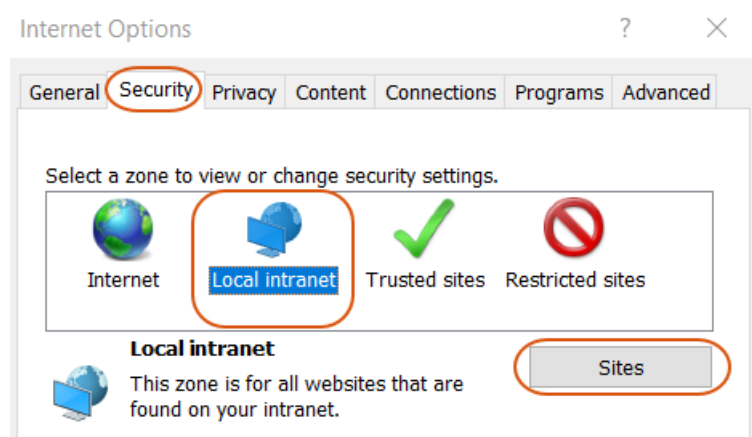 Internet Options ?
General Security Privacy Content Connections Programs Advanced
Select a zone to view or change security settings.
Internet Local intranet Trusted sites Restricted sites
Local intranet
Sites
This zone is for all websites that are
found on your intranet.